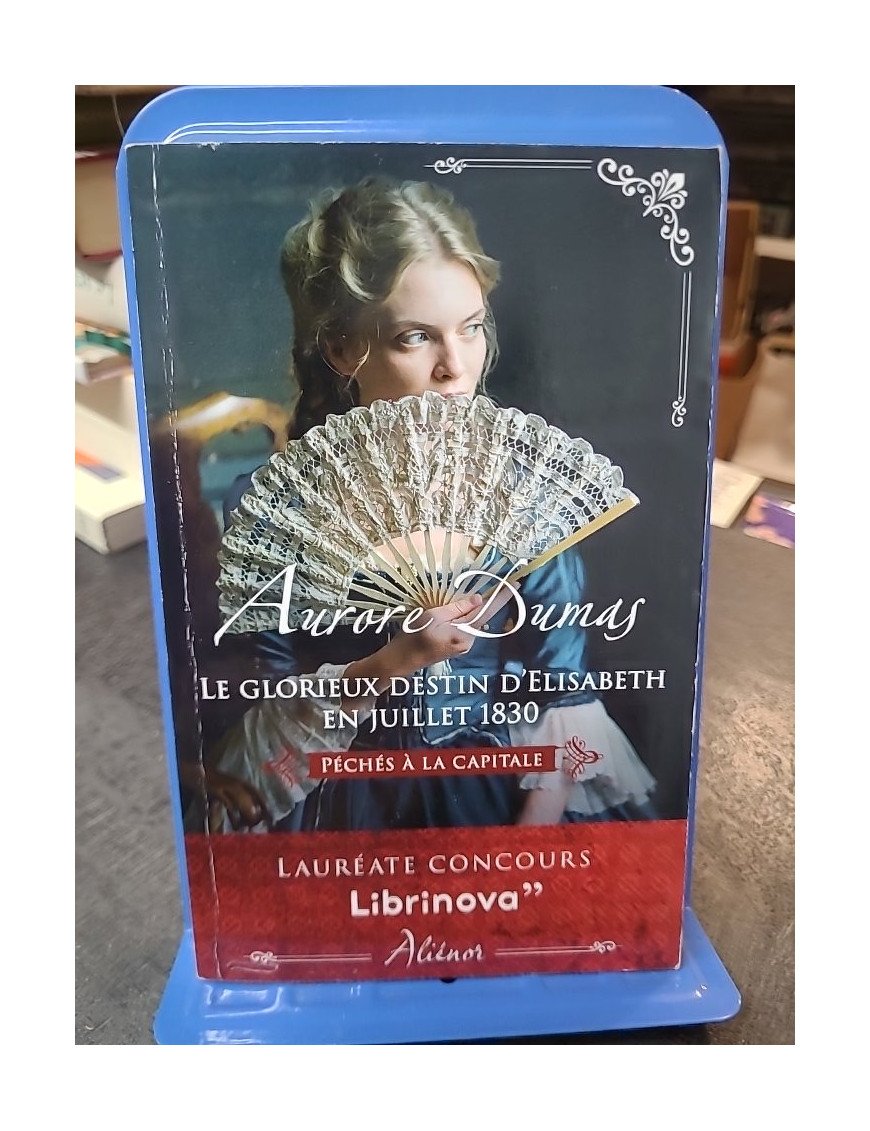 Aurore Dumas
LE GLORIEUX DESTIN D'ELISABETH
EN JUILLET 1830
PÉCHÉS À LA CAPITALE
LAURÉATE CONCOURS
Librinova”
Aliénor